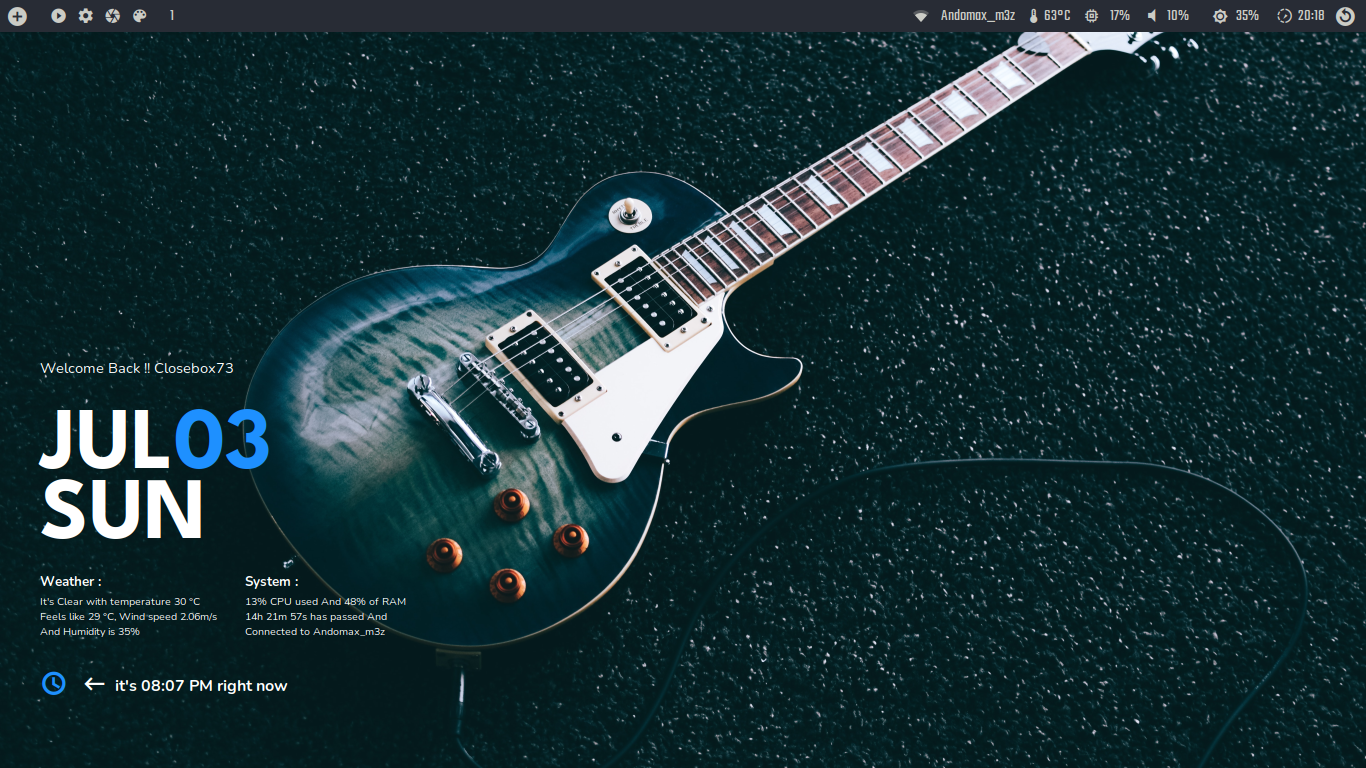 1
Andomax_m3z 63°C 17% 10% 35% 20:18
Welcome Back !! Closebox73
JUL03
SUN
Weather :
It's Clear with temperature 30 °C
Feels like 29 °C, Wind speed 2.06m/s
And Humidity is 35%
System :
13% CPU used And 48% of RAM
14h 21m 57s has passed And
Connected to Andomax_m3z
it's 08:07 PM right now